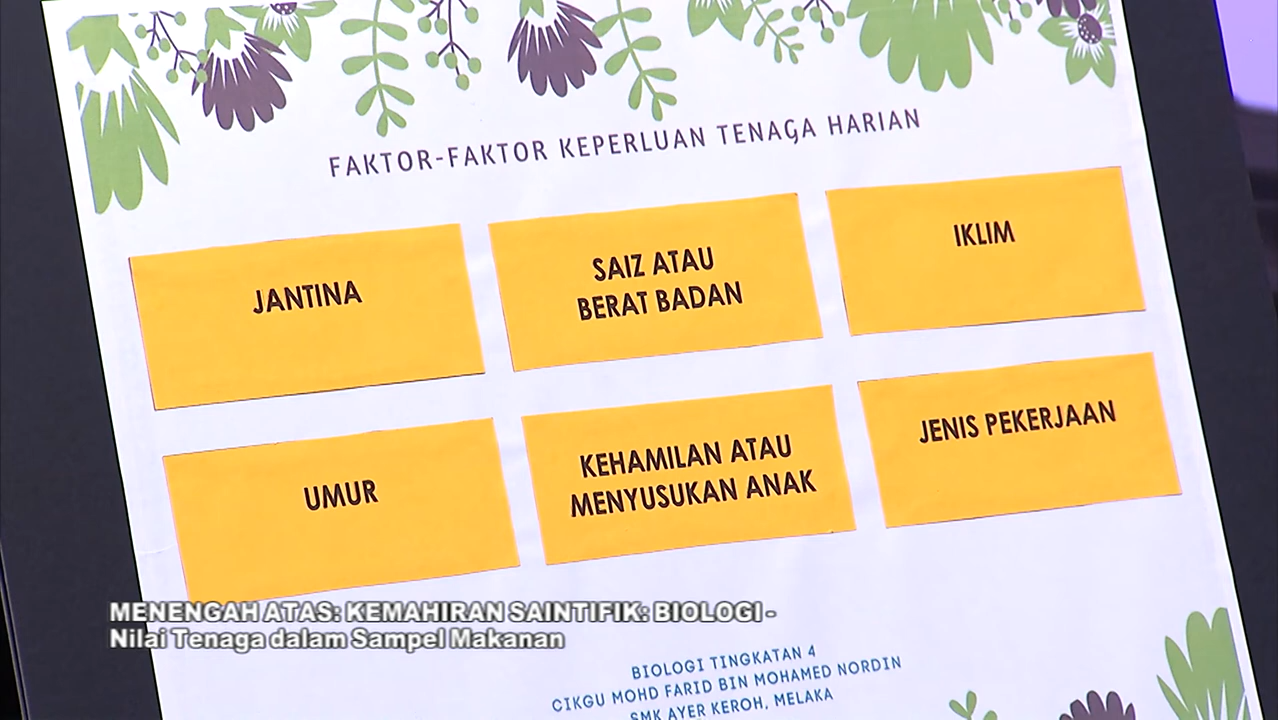 FAKTOR-FAKTOR KEPERLUAN TENAGA HARIAN
JANTINA
SAIZ ATAU
BERAT BADAN
IKLIM
UMUR
KEHAMILAN ATAU
MENYUSUKAN ANAK
JENIS PEKERJAAN
MENENGAH ATAS: KEMAHIRAN SAINTIFIK: BIOLOGI -
Nilai Tenaga dalam Sampel Makanan
BIOLOGI TINGKATAN 4
CIKGU MOHD FARID BIN MOHAMED NORDIN
SMK AYER KEROH, MELAKA